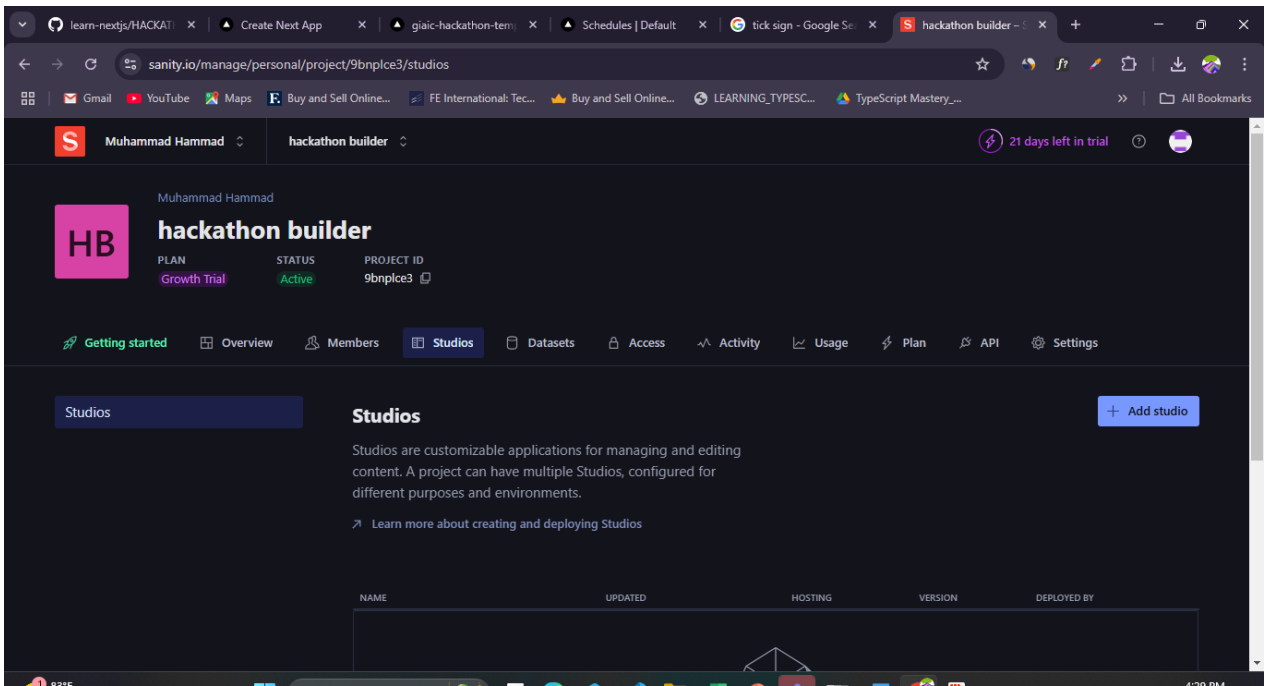 learn-nextjs/HACKAT
Create Next App
giaic-hackathon-tem
Schedules | Default
tick sign - Google Se
hackathon builder – S
sanity.io/manage/personal/project/9bnplce3/studios
Gmail
YouTube
Maps
Buy and Sell Online...
FE International: Tec...
Buy and Sell Online...
LEARNING_TYPESC...
TypeScript Mastery_...
All Bookmarks
S Muhammad Hammad
hackathon builder
21 days left in trial
HB
Muhammad Hammad
hackathon builder
PLAN STATUS PROJECT ID
Growth Trial Active 9bnplce3
Getting started Overview Members Studios Datasets Access Activity Usage Plan API Settings
Studios
Studios
+ Add studio
Studios are customizable applications for managing and editing
content. A project can have multiple Studios, configured for
different purposes and environments.
Learn more about creating and deploying Studios
NAME UPDATED HOSTING VERSION DEPLOYED BY